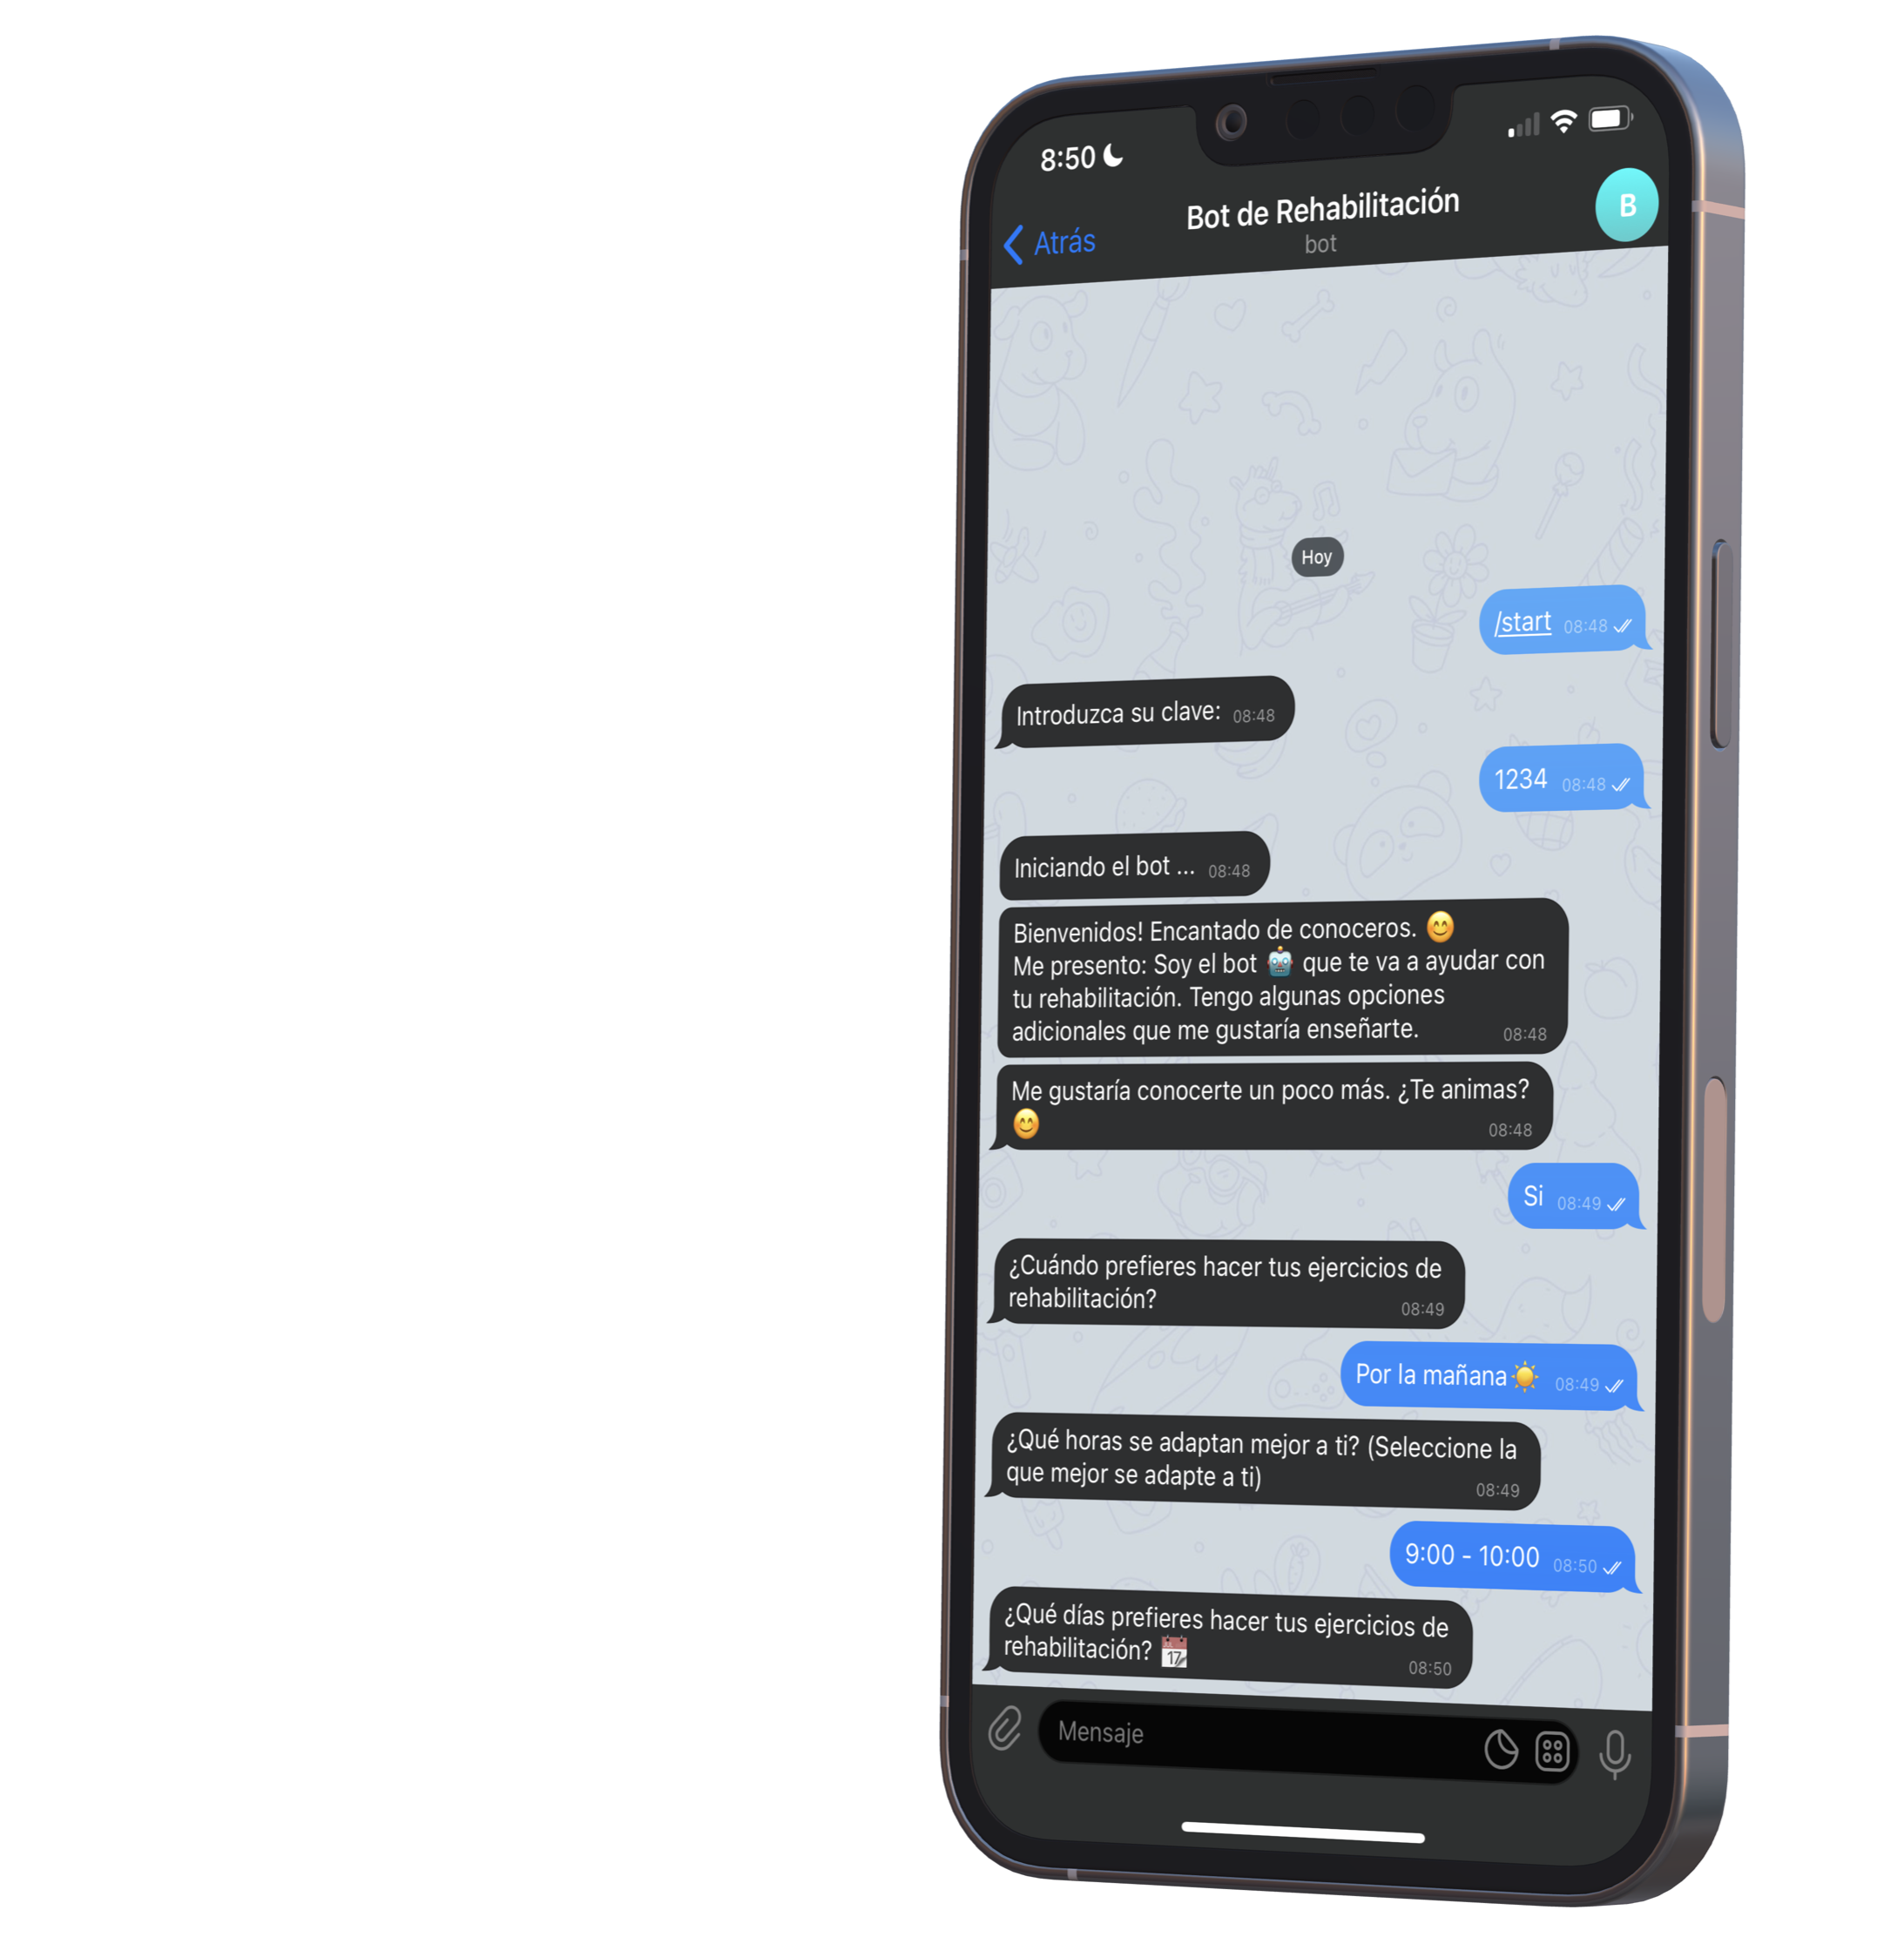 8:50
Atrás
Bot de Rehabilitación
bot
B
Hoy
/start 08:48
Introduzca su clave: 08:48
1234 08:48
Iniciando el bot ... 08:48
Bienvenidos! Encantado de conoceros. 😊
Me presento: Soy el bot 🤖 que te va a ayudar con
tu rehabilitación. Tengo algunas opciones
adicionales que me gustaría enseñarte. 08:48
Me gustaría conocerte un poco más. ¿Te animas?
😊 08:48
Si 08:49
¿Cuándo prefieres hacer tus ejercicios de
rehabilitación? 08:49
Por la mañana☀️ 08:49
¿Qué horas se adaptan mejor a ti? (Seleccione la
que mejor se adapte a ti) 08:49
9:00 - 10:00 08:50
¿Qué días prefieres hacer tus ejercicios de
rehabilitación? 📆 08:50
Mensaje